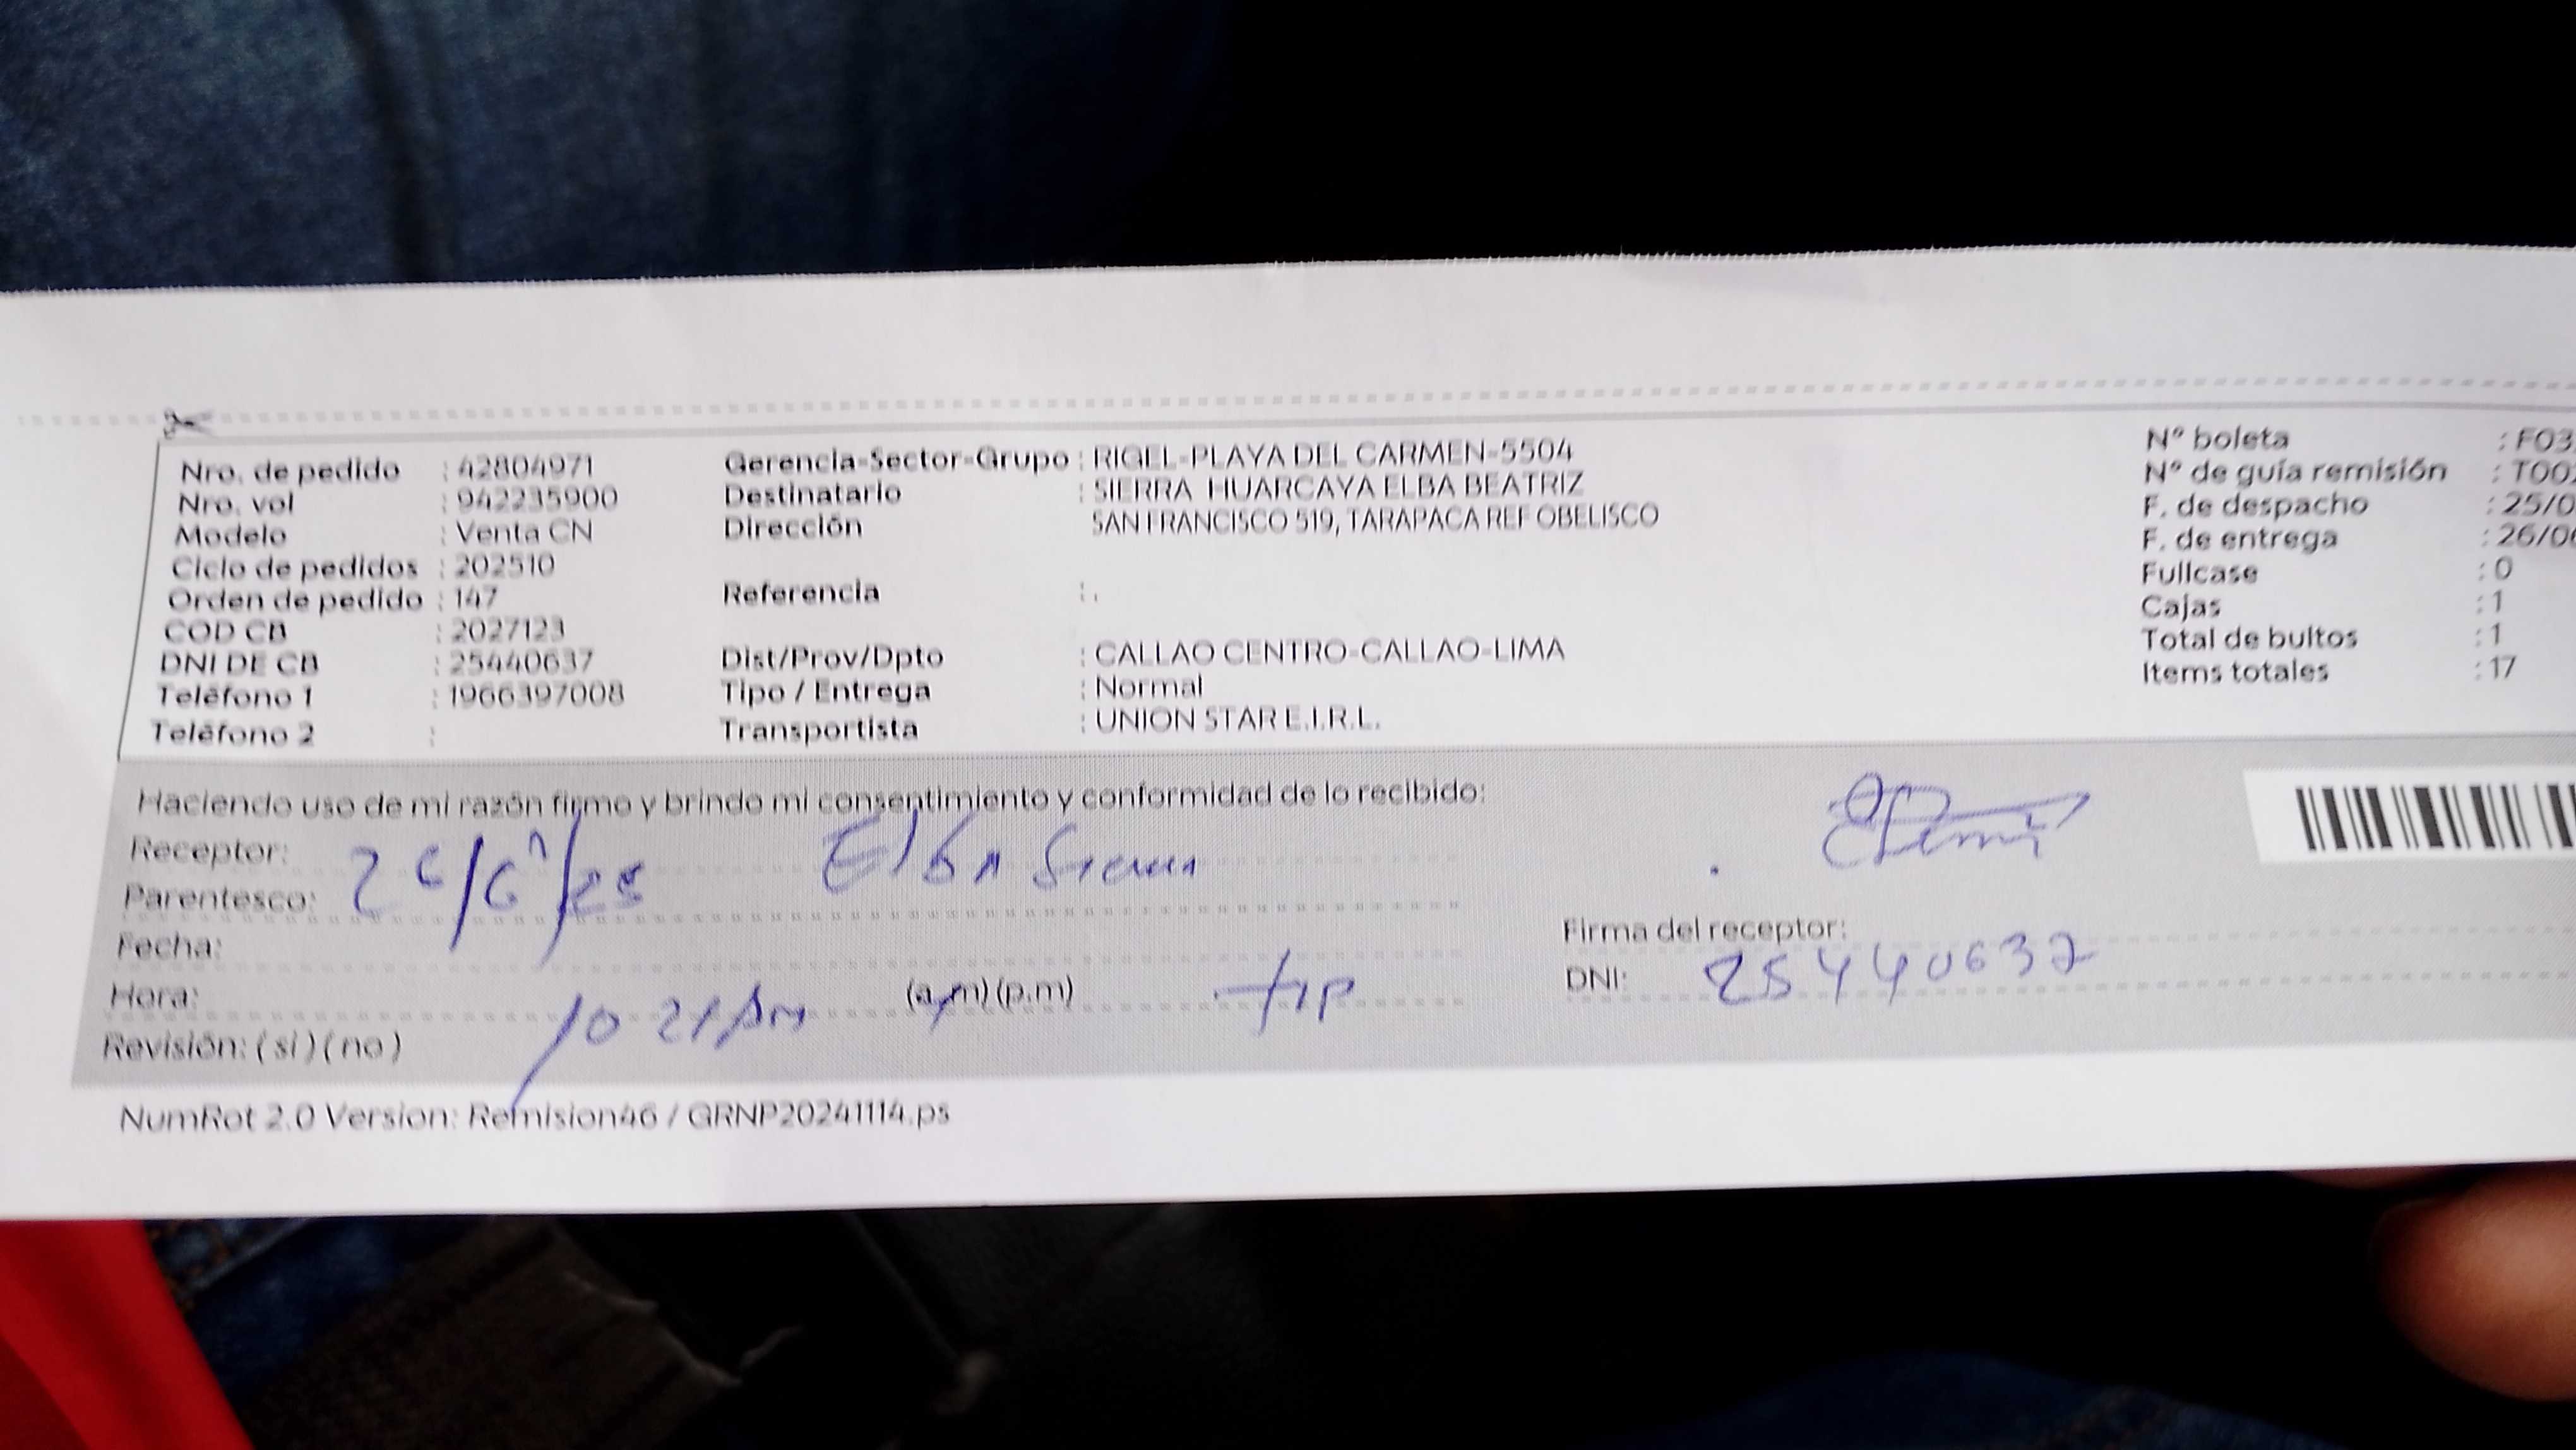 Nro. de pedido : 42804971 Gerencia-Sector-Grupo : RIGEL-PLAYA DEL CARMEN-5504 N° boleta : F03
Nro. vol : 942235900 Destinatario : SIERRA HUARCAYA ELBA BEATRIZ N° de guía remisión : T00
Modelo : Venta CN Dirección SAN FRANCISCO 519, TARAPACA REF OBELISCO F. de despacho : 25/0
Ciclo de pedidos : 202510 F. de entrega : 26/0
Orden de pedido : 147 Referencia : . Fullcase : 0
COD CB : 2027123 Cajas : 1
DNI DE CB : 25440637 Dist/Prov/Dpto : CALLAO CENTRO-CALLAO-LIMA Total de bultos : 1
Teléfono 1 : 1966397008 Tipo / Entrega : Normal Items totales : 17
Teléfono 2 : Transportista : UNION STAR E.I.R.L.
Haciendo uso de mi razón firmo y brindo mi consentimiento y conformidad de lo recibido:
Receptor:
Parentesco: 26/6/25 Elba Sierra
Fecha: Firma del receptor:
Hora: 10 21 Am (a.m) (p.m) DNI: 25440637
Revisión: ( si ) ( no )
NumRot 2.0 Version: Remision46 / GRNP20241114.ps